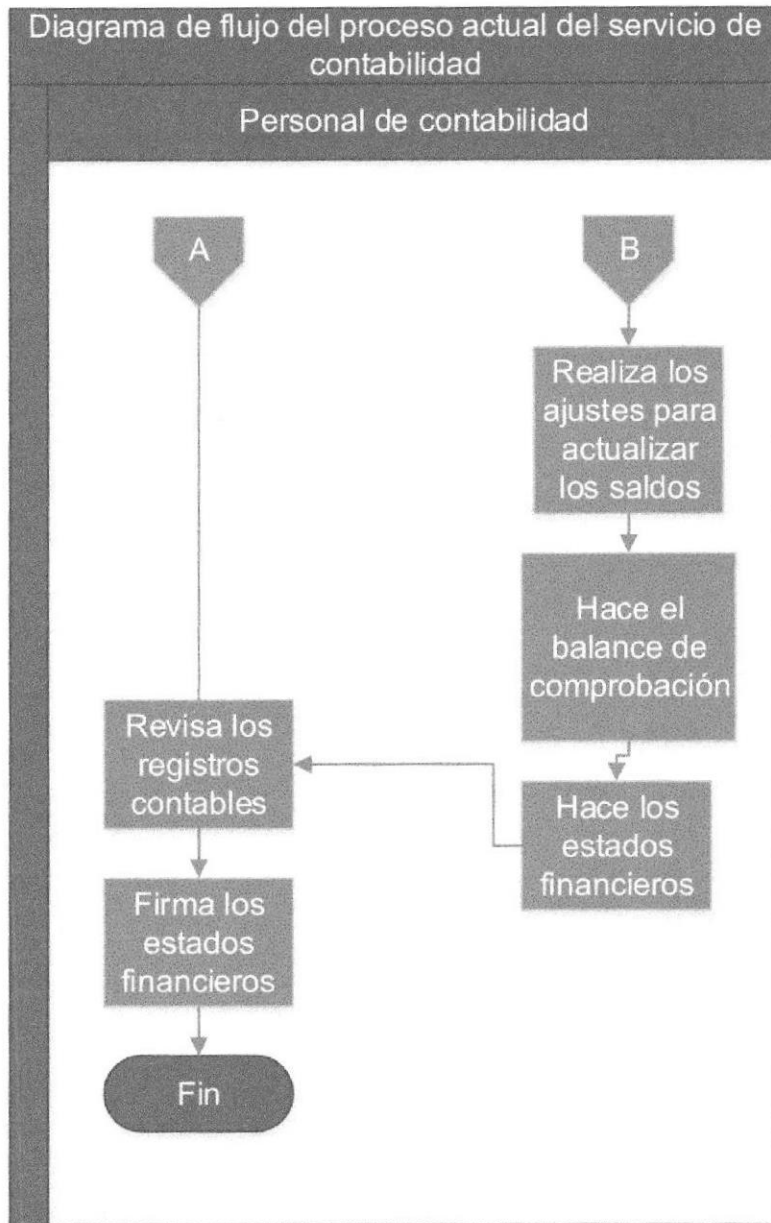 Diagrama de flujo del proceso actual del servicio de
contabilidad
Personal de contabilidad
A
B
Realiza los
ajustes para
actualizar
los saldos
Hace el
balance de
comprobación
Revisa los
registros
contables
Hace los
estados
financieros
Firma los
estados
financieros
Fin